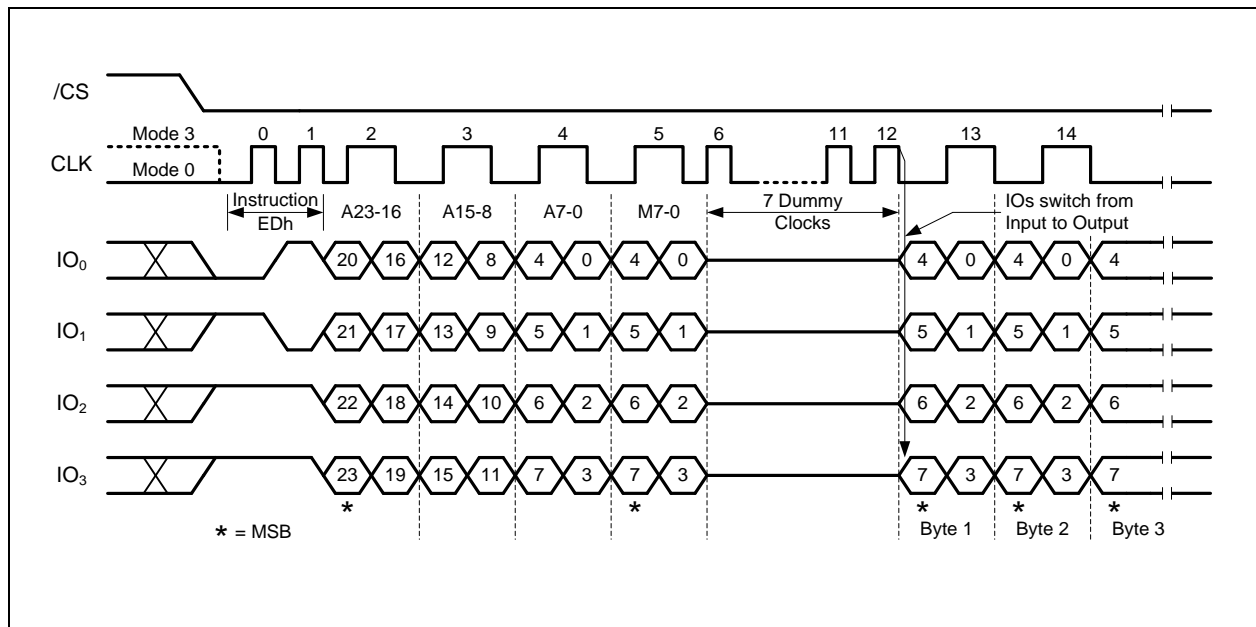 /CS
Mode 3 0 1 2 3 4 5 6 11 12 13 14
CLK Mode 0
Instruction EDh A23-16 A15-8 A7-0 M7-0 7 Dummy Clocks IOs switch from Input to Output
IO₀ 20 16 12 8 4 0 4 0 4 0 4 0 4
IO₁ 21 17 13 9 5 1 5 1 5 1 5 1 5
IO₂ 22 18 14 10 6 2 6 2 6 2 6 2 6
IO₃ 23 19 15 11 7 3 7 3 7 3 7 3 7
* * * * *
* = MSB Byte 1 Byte 2 Byte 3